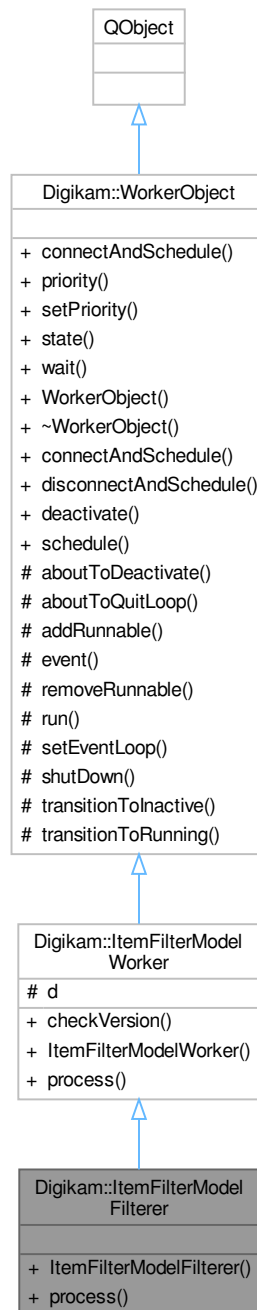 QObject
Digikam::WorkerObject
+ connectAndSchedule()
+ priority()
+ setPriority()
+ state()
+ wait()
+ WorkerObject()
+ ~WorkerObject()
+ connectAndSchedule()
+ disconnectAndSchedule()
+ deactivate()
+ schedule()
# aboutToDeactivate()
# aboutToQuitLoop()
# addRunnable()
# event()
# removeRunnable()
# run()
# setEventLoop()
# shutDown()
# transitionToInactive()
# transitionToRunning()
Digikam::ItemFilterModel
Worker
# d
+ checkVersion()
+ ItemFilterModelWorker()
+ process()
Digikam::ItemFilterModel
Filterer
+ ItemFilterModelFilterer()
+ process()